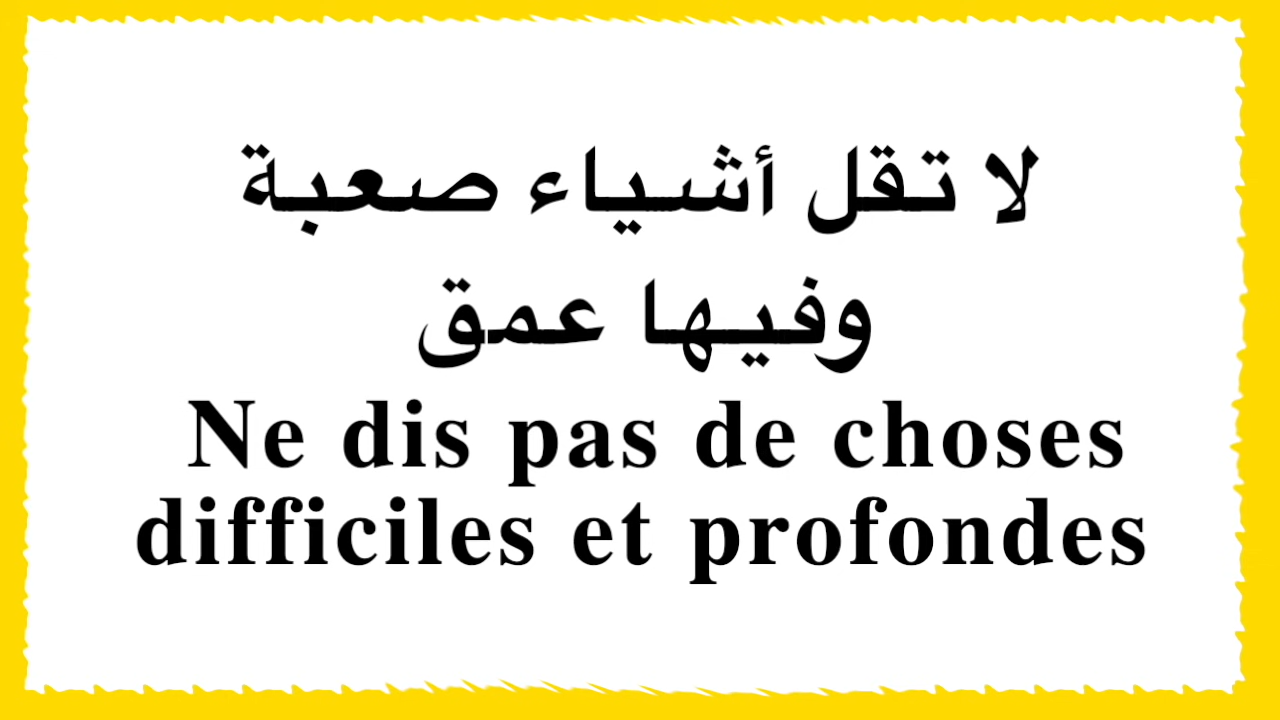 لا تقل أشياء صعبة
وفيها عمق
Ne dis pas de choses
difficiles et profondes